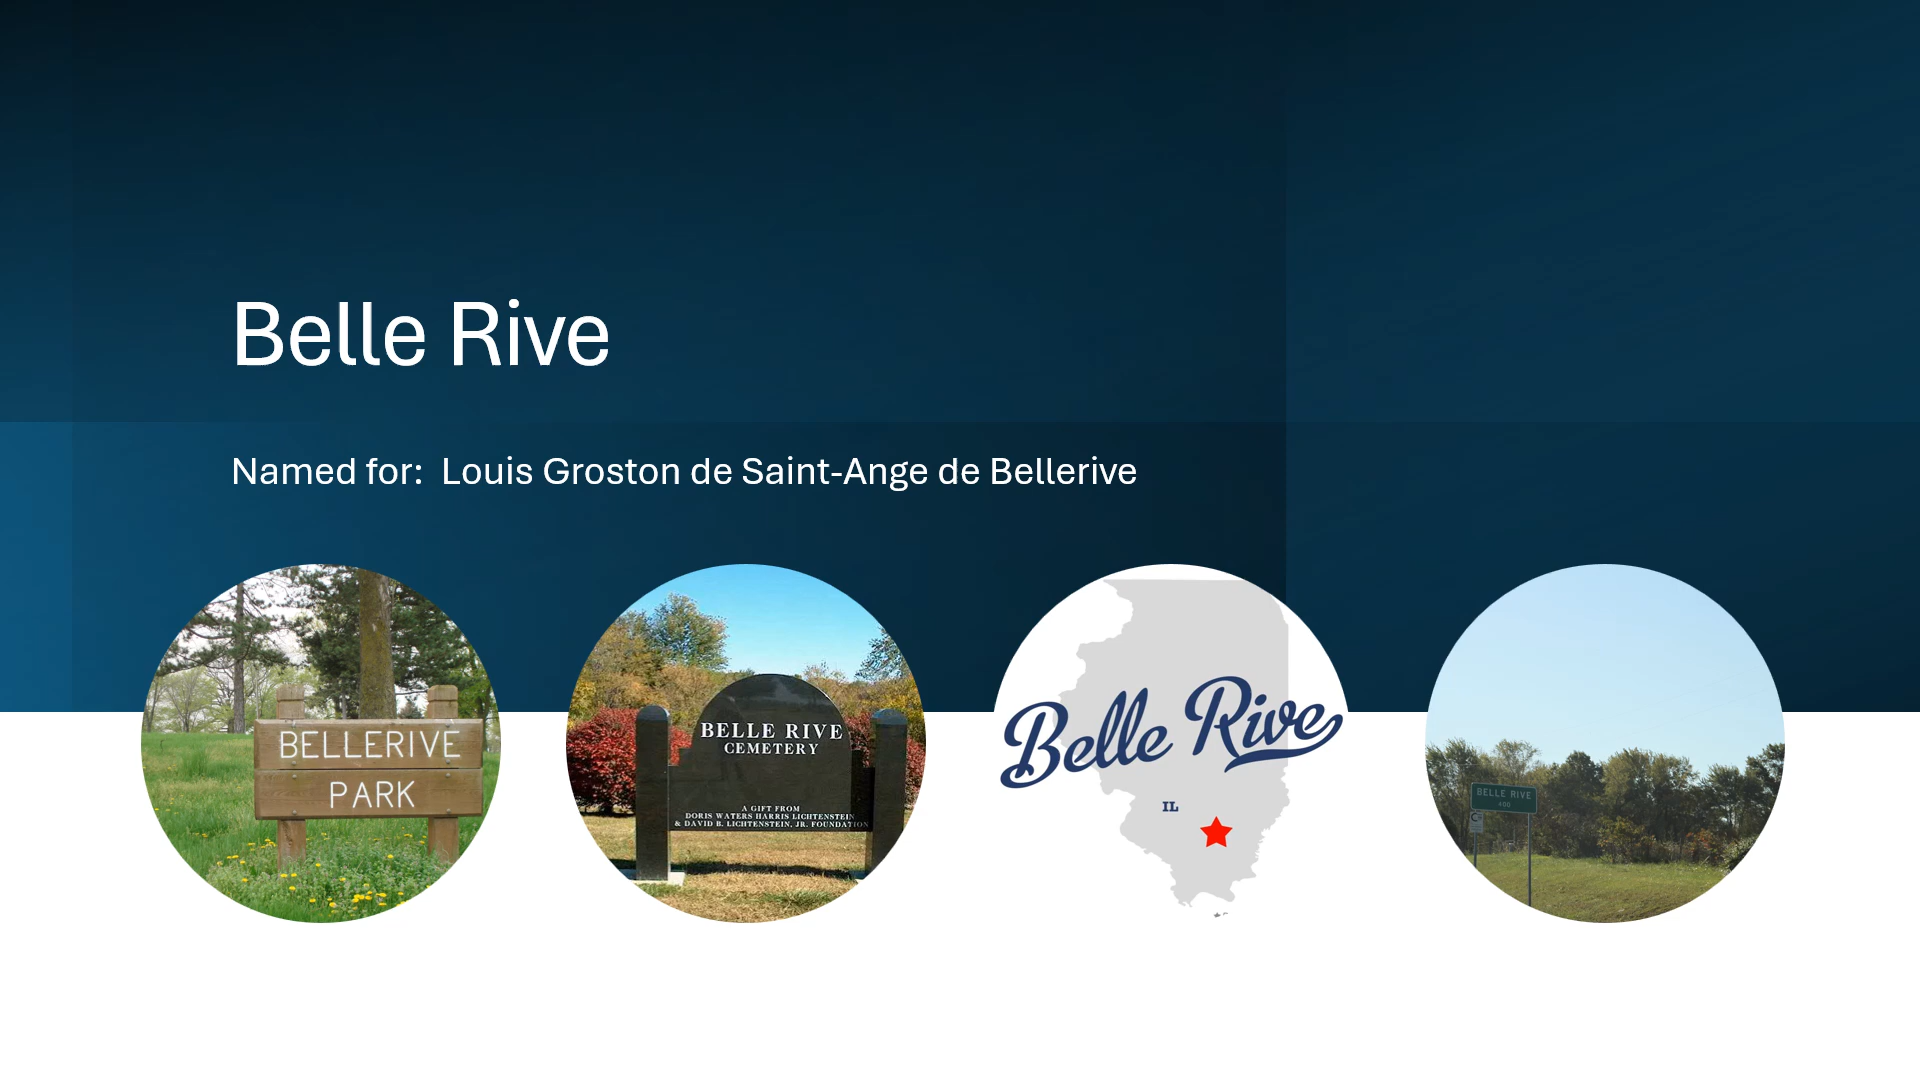 Belle Rive
Named for:  Louis Groston de Saint-Ange de Bellerive
BELLERIVE
PARK
BELLE RIVE
CEMETERY
A GIFT FROM
DORIS WATERS HARRIS LICHTENSTEIN
& DAVID B. LICHTENSTEIN, JR. FOUNDATION
Belle Rive
IL
BELLE RIVE
400